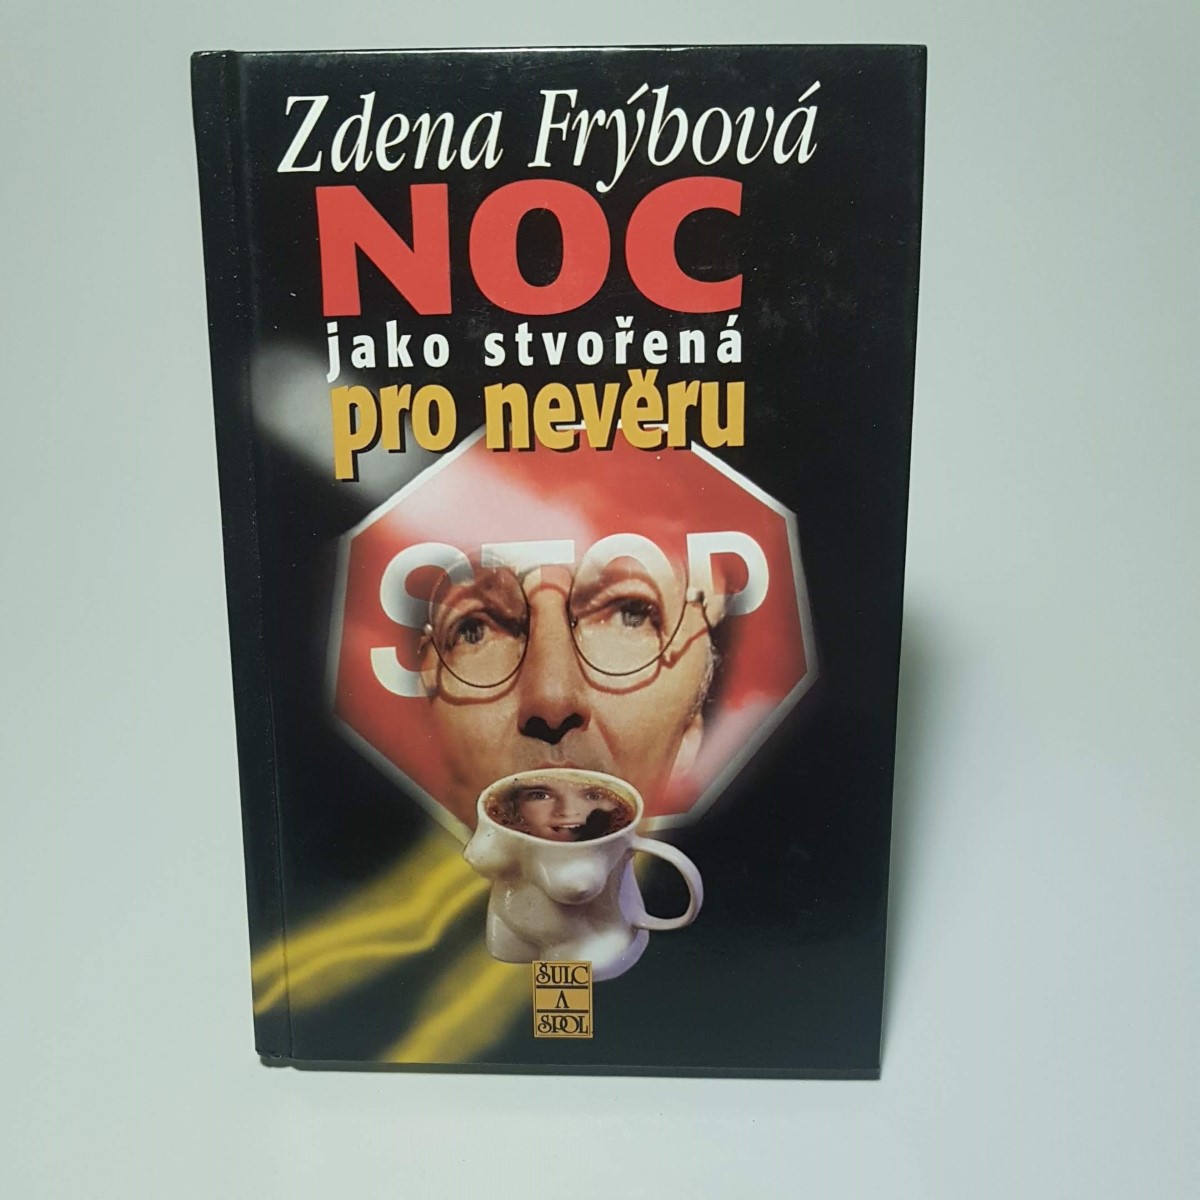 Zdena Frýbová
NOC
jako stvořená
pro nevěru
STOP
ŠULC
A
SPOL